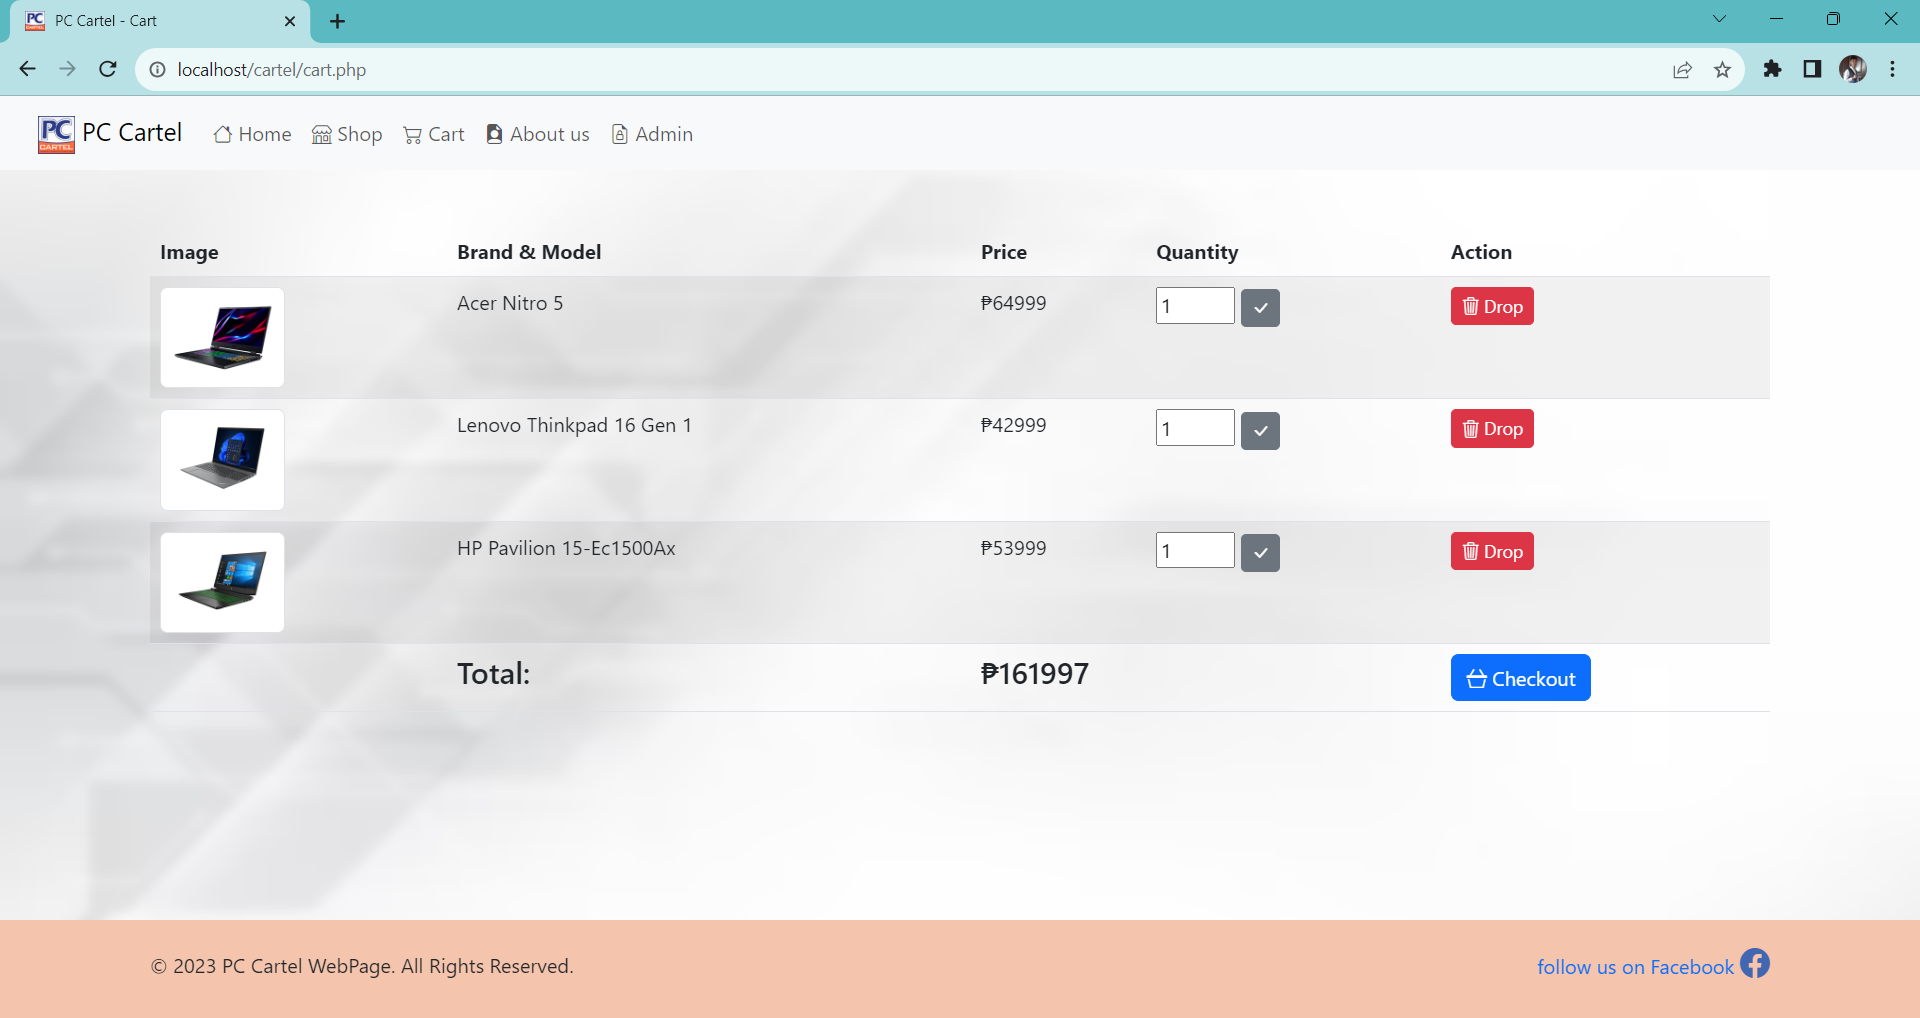 PC Cartel - Cart
localhost/cartel/cart.php
PC CARTEL PC Cartel Home Shop Cart About us Admin
Image Brand & Model Price Quantity Action
Acer Nitro 5 ₱64999 1 Drop
Lenovo Thinkpad 16 Gen 1 ₱42999 1 Drop
HP Pavilion 15-Ec1500Ax ₱53999 1 Drop
Total: ₱161997 Checkout
© 2023 PC Cartel WebPage. All Rights Reserved. follow us on Facebook